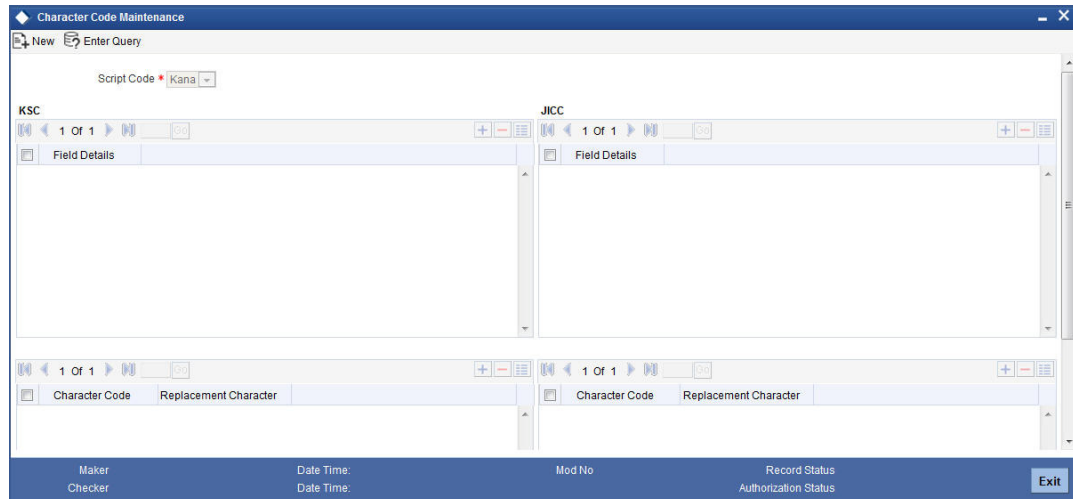 Character Code Maintenance
New Enter Query
Script Code * Kana
KSC
1 Of 1 Go
Field Details
JICC
1 Of 1 Go
Field Details
1 Of 1 Go
Character Code Replacement Character
1 Of 1 Go
Character Code Replacement Character
Maker Date Time: Mod No Record Status
Checker Date Time: Authorization Status
Exit